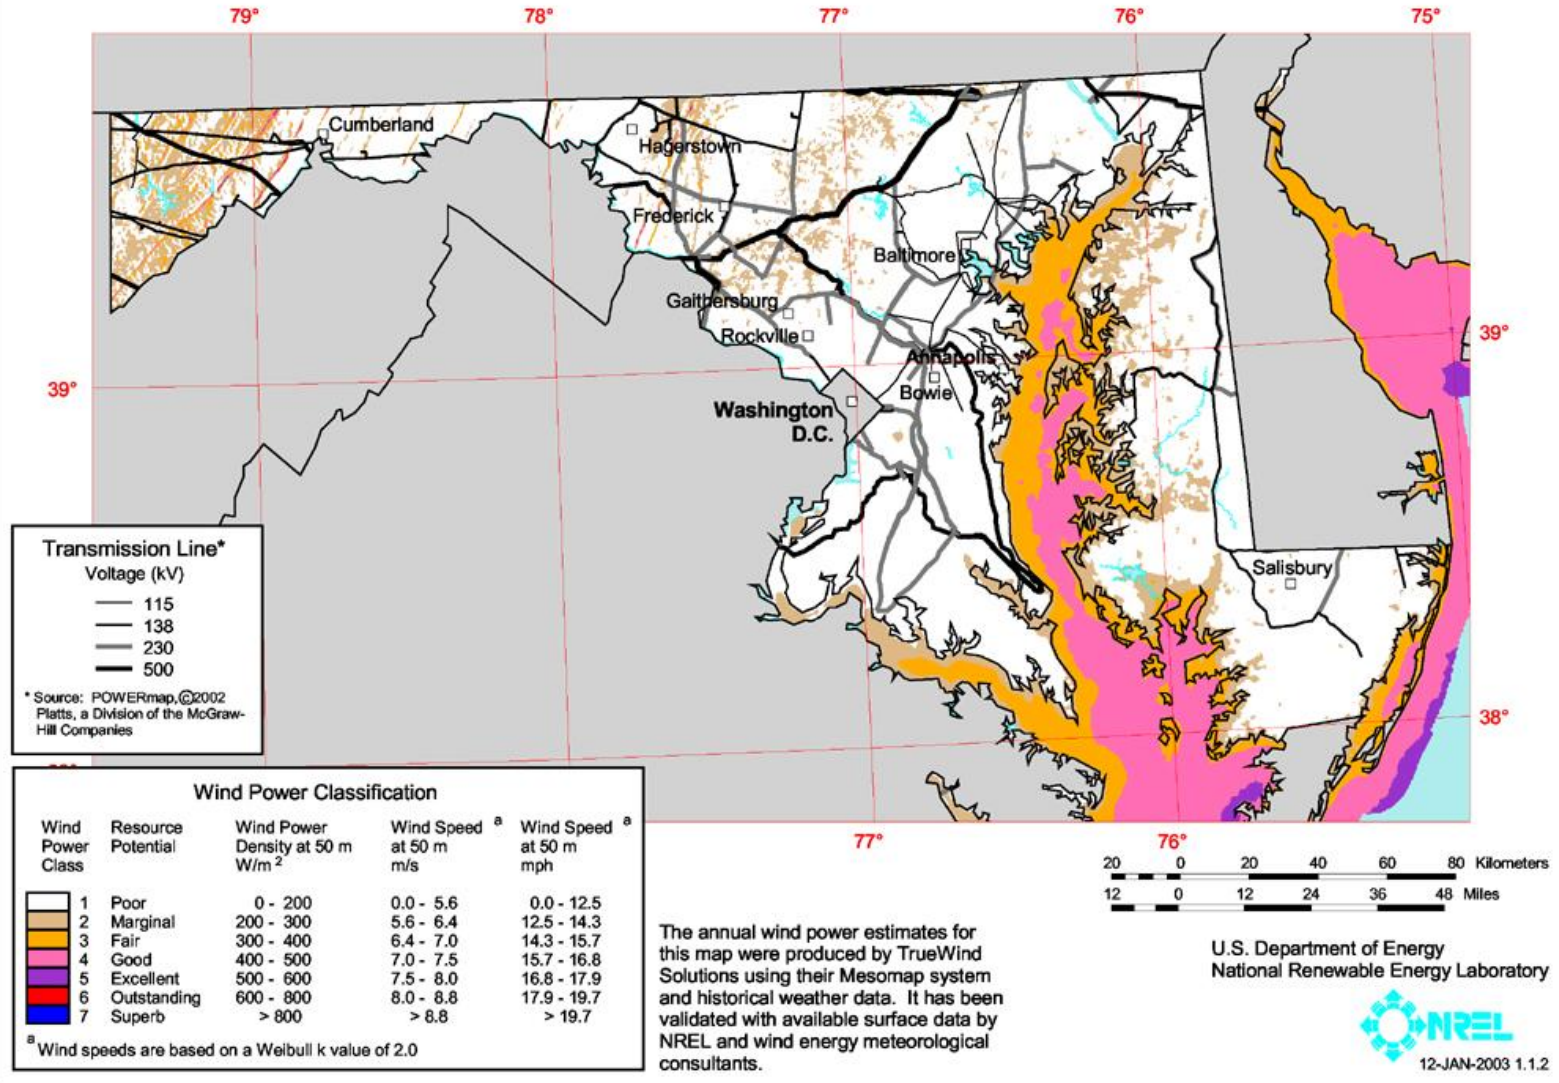 79°
78°
77°
76°
75°
Cumberland
Hagerstown
Frederick
Baltimore
Gaithersburg
Rockville
Annapolis
Bowie
39°
39°
Washington
D.C.
Salisbury
38°
77°
76°
Transmission Line*
Voltage (kV)
115
138
230
500
* Source: POWERmap,©2002
Platts, a Division of the McGraw-
Hill Companies
Wind Power Classification
Wind Power Class
Resource Potential
Wind Power Density at 50 m W/m 2
Wind Speed a at 50 m m/s
Wind Speed a at 50 m mph
1 Poor 0 - 200 0.0 - 5.6 0.0 - 12.5
2 Marginal 200 - 300 5.6 - 6.4 12.5 - 14.3
3 Fair 300 - 400 6.4 - 7.0 14.3 - 15.7
4 Good 400 - 500 7.0 - 7.5 15.7 - 16.8
5 Excellent 500 - 600 7.5 - 8.0 16.8 - 17.9
6 Outstanding 600 - 800 8.0 - 8.8 17.9 - 19.7
7 Superb > 800 > 8.8 > 19.7
a Wind speeds are based on a Weibull k value of 2.0
The annual wind power estimates for
this map were produced by TrueWind
Solutions using their Mesomap system
and historical weather data. It has been
validated with available surface data by
NREL and wind energy meteorological
consultants.
20 0 20 40 60 80 Kilometers
12 0 12 24 36 48 Miles
U.S. Department of Energy
National Renewable Energy Laboratory
NREL
12-JAN-2003 1.1.2